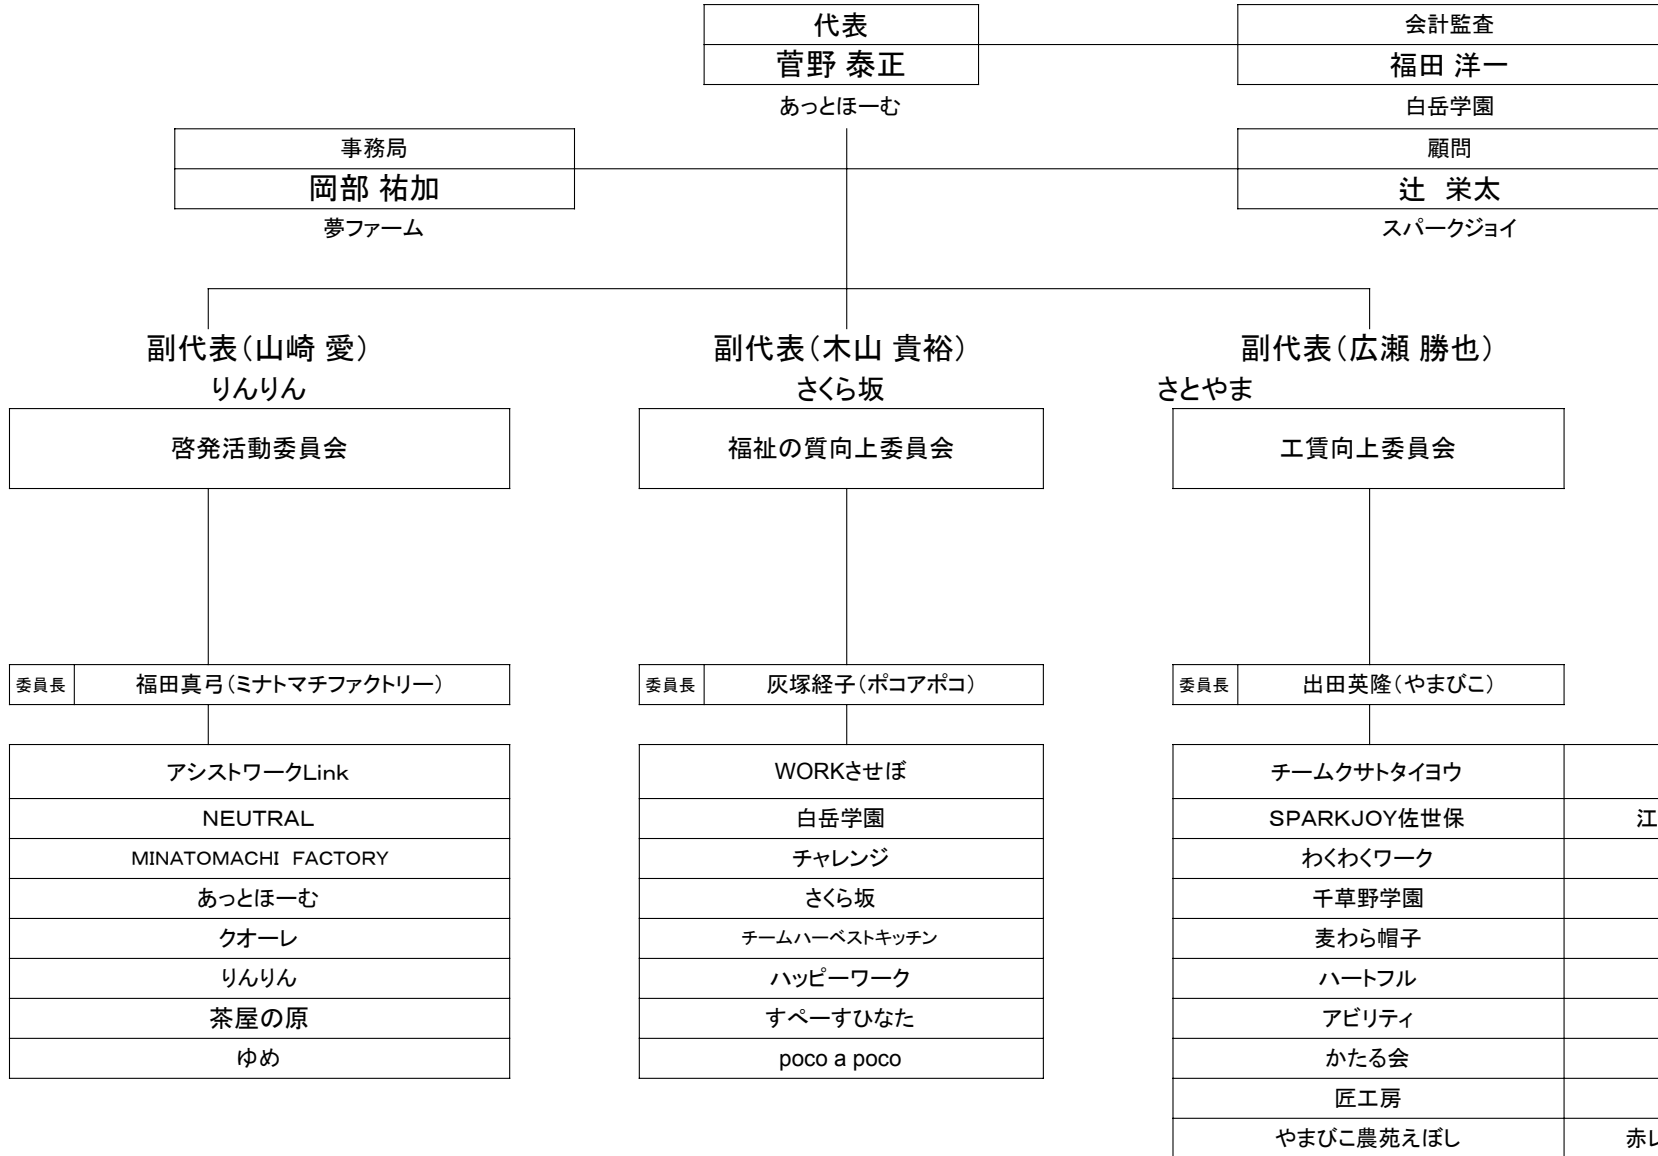 代表
菅野 泰正
あっとほーむ
会計監査
福田 洋一
白岳学園
事務局
岡部 祐加
夢ファーム
顧問
辻　栄太
スパークジョイ
副代表（山崎 愛）
りんりん
啓発活動委員会
副代表（木山 貴裕）
さくら坂
福祉の質向上委員会
副代表（広瀬 勝也）
さとやま
工賃向上委員会
委員長 福田真弓（ミナトマチファクトリー）
アシストワークLink
NEUTRAL
MINATOMACHI FACTORY
あっとほーむ
クオーレ
りんりん
茶屋の原
ゆめ
委員長 灰塚経子（ポコアポコ）
WORKさせぼ
白岳学園
チャレンジ
さくら坂
チームハーベストキッチン
ハッピーワーク
すぺーすひなた
poco a poco
委員長 出田英隆（やまびこ）
チームクサトタイヨウ
SPARKJOY佐世保 江
わくわくワーク
千草野学園
麦わら帽子
ハートフル
アビリティ
かたる会
匠工房
やまびこ農苑えぼし 赤レ